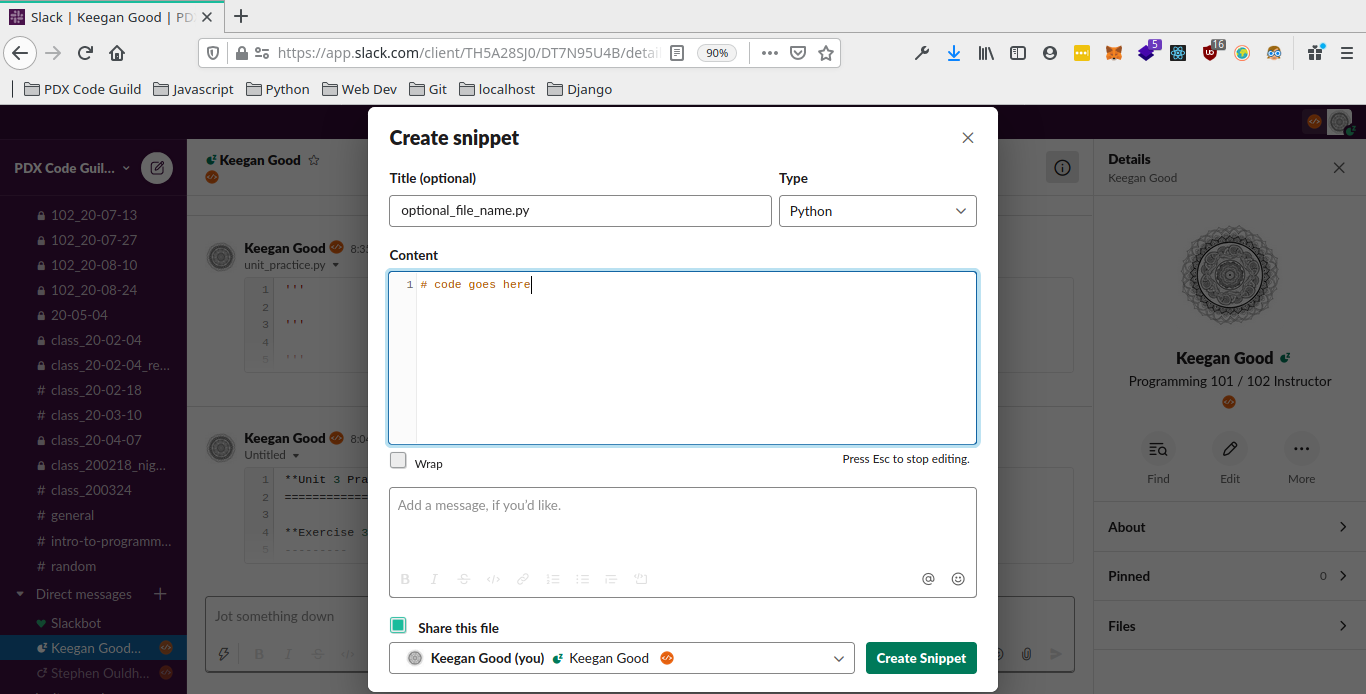 Slack | Keegan Good | PD
https://app.slack.com/client/TH5A28SJ0/DT7N95U4B/detai
90%
5
16
PDX Code Guild
Javascript
Python
Web Dev
Git
localhost
Django
PDX Code Guil...
102_20-07-13
102_20-07-27
102_20-08-10
102_20-08-24
20-05-04
class_20-02-04
class_20-02-04_re...
# class_20-02-18
# class_20-03-10
class_20-04-07
class_200218_nig...
# class_200324
# general
# intro-to-programm...
# random
Direct messages
Slackbot
Keegan Good...
Stephen Ouldh...
Keegan Good
Keegan Good 8:3
unit_practice.py
1 '''
2
3 '''
4
5 '''
Keegan Good 8:04
Untitled
1 **Unit 3 Pra
2 ============
3
4 **Exercise 3
5 ---------
Jot something down
Create snippet
Title (optional)
Type
optional_file_name.py
Python
Content
1 # code goes here
Wrap
Press Esc to stop editing.
Add a message, if you’d like.
Share this file
Keegan Good (you) Keegan Good
Create Snippet
Details
Keegan Good
Keegan Good
Programming 101 / 102 Instructor
Find
Edit
More
About
Pinned 0
Files